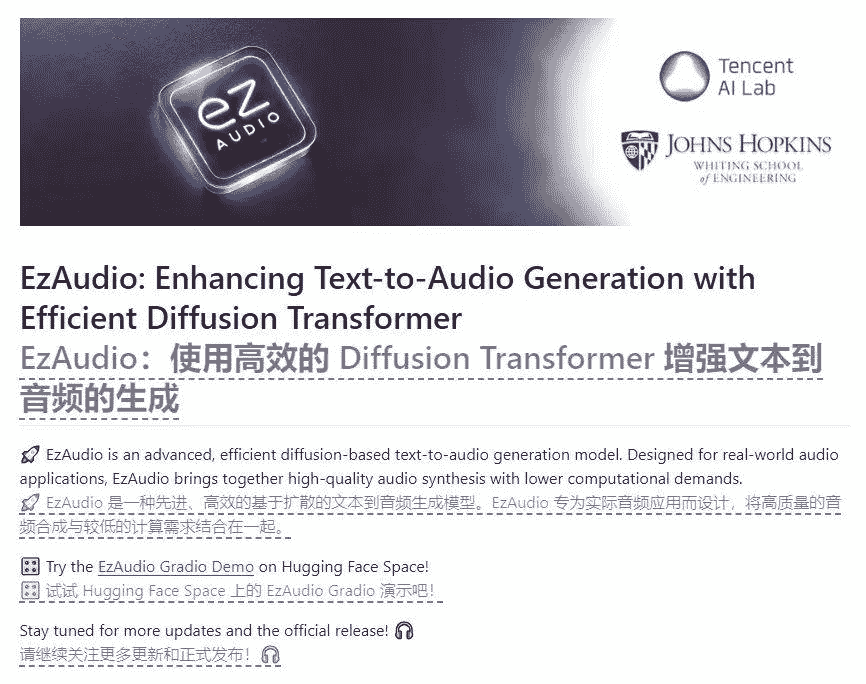 ez
AUDIO
Tencent
AI Lab
JOHNS HOPKINS
WHITING SCHOOL
of ENGINEERING
EzAudio: Enhancing Text-to-Audio Generation with
Efficient Diffusion Transformer
EzAudio：使用高效的 Diffusion Transformer 增强文本到
音频的生成
🚀 EzAudio is an advanced, efficient diffusion-based text-to-audio generation model. Designed for real-world audio
applications, EzAudio brings together high-quality audio synthesis with lower computational demands.
🚀 EzAudio 是一种先进、高效的基于扩散的文本到音频生成模型。EzAudio 专为实际音频应用而设计，将高质量的音
频合成与较低的计算需求结合在一起。
🎛 Try the EzAudio Gradio Demo on Hugging Face Space!
🎛 试试 Hugging Face Space 上的 EzAudio Gradio 演示吧！
Stay tuned for more updates and the official release! 🎧
请继续关注更多更新和正式发布！🎧